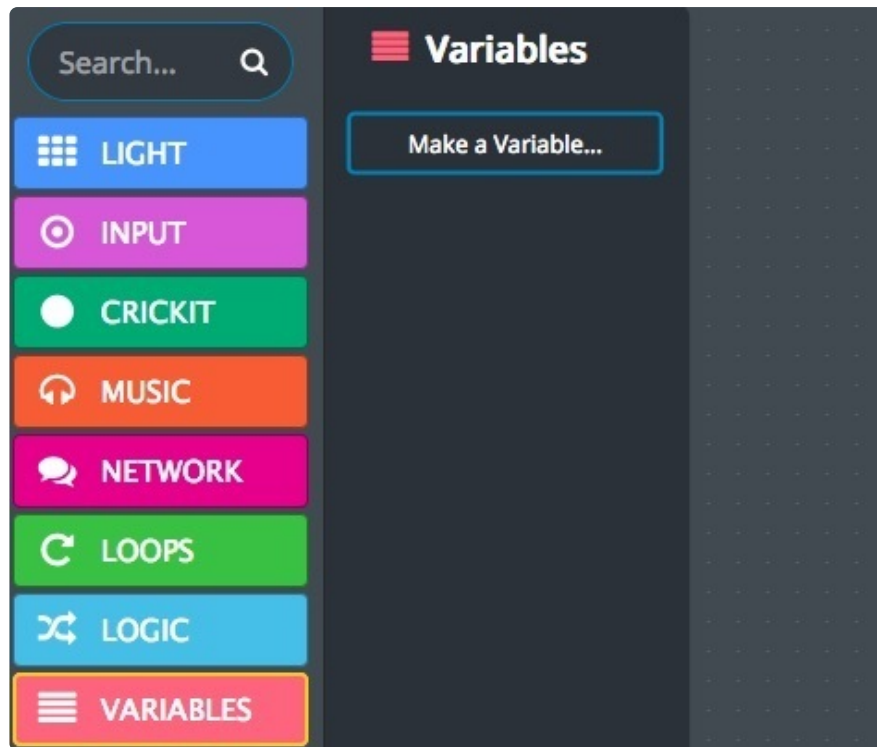 Search...
LIGHT
INPUT
CRICKIT
MUSIC
NETWORK
LOOPS
LOGIC
VARIABLES
Variables
Make a Variable...